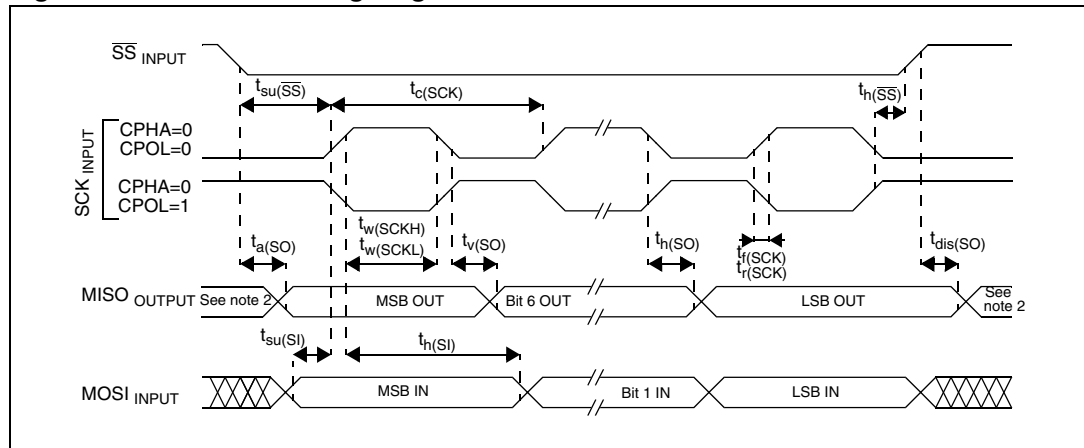 S̅S̅ INPUT
tsu(S̅S̅)
tc(SCK)
th(S̅S̅)
SCK INPUT
CPHA=0
CPOL=0
CPHA=0
CPOL=1
ta(SO)
tw(SCKH)
tw(SCKL)
tv(SO)
th(SO)
tf(SCK)
tr(SCK)
tdis(SO)
MISO OUTPUT
See note 2
MSB OUT
Bit 6 OUT
LSB OUT
See
note 2
tsu(SI)
th(SI)
MOSI INPUT
MSB IN
Bit 1 IN
LSB IN